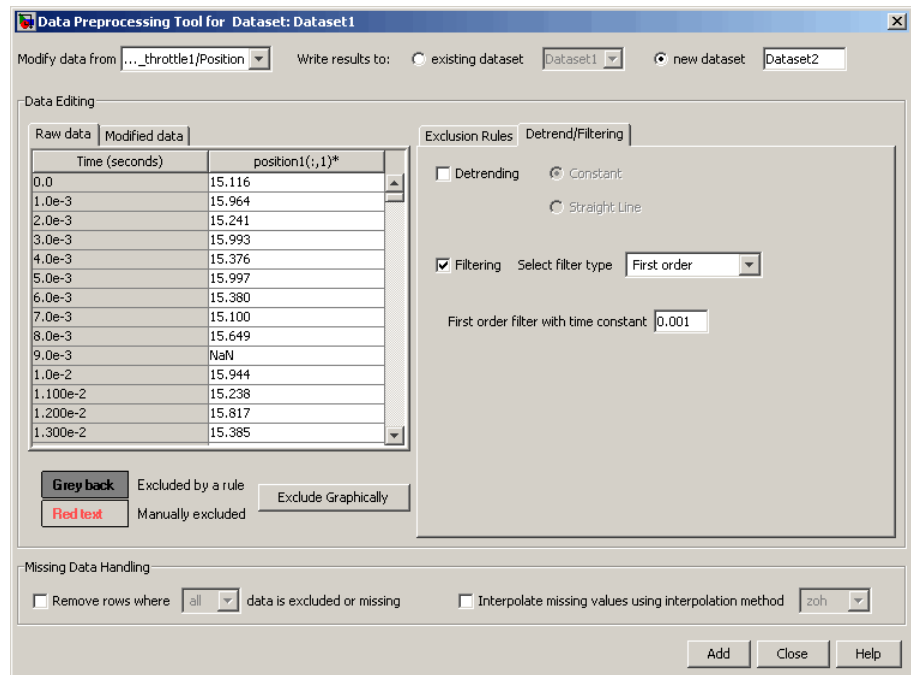 Data Preprocessing Tool for Dataset: Dataset1
Modify data from ..._throttle1/Position Write results to: existing dataset Dataset1 new dataset Dataset2
Data Editing
Raw data Modified data
Time (seconds) position1(:,1)*
0.0 15.116
1.0e-3 15.964
2.0e-3 15.241
3.0e-3 15.993
4.0e-3 15.376
5.0e-3 15.997
6.0e-3 15.380
7.0e-3 15.100
8.0e-3 15.649
9.0e-3 NaN
1.0e-2 15.944
1.100e-2 15.238
1.200e-2 15.817
1.300e-2 15.385
Grey back Excluded by a rule
Red text Manually excluded
Exclude Graphically
Exclusion Rules Detrend/Filtering
Detrending Constant
Straight Line
Filtering Select filter type First order
First order filter with time constant 0.001
Missing Data Handling
Remove rows where all data is excluded or missing Interpolate missing values using interpolation method zoh
Add Close Help